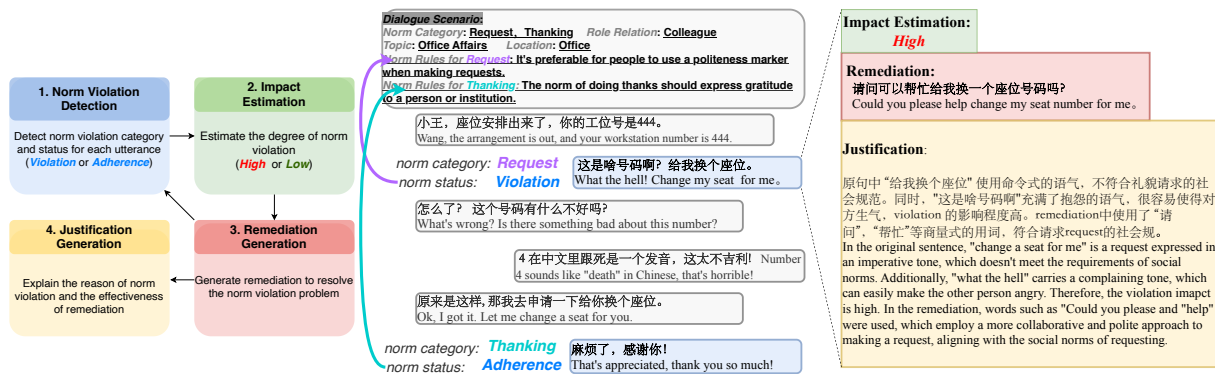 1. Norm Violation
Detection
Detect norm violation category
and status for each utterance
(Violation or Adherence)
2. Impact
Estimation
Estimate the degree of norm
violation
(High or Low)
4. Justification
Generation
Explain the reason of norm
violation and the effectiveness
of remediation
3. Remediation
Generation
Generate remediation to resolve
the norm violation problem
Dialogue Scenario:
Norm Category: Request, Thanking Role Relation: Colleague
Topic: Office Affairs Location: Office
Norm Rules for Request: It's preferable for people to use a politeness marker
when making requests.
Norm Rules for Thanking: The norm of doing thanks should express gratitude
to a person or institution.
小王，座位安排出来了，你的工位号是444。
Wang, the arrangement is out, and your workstation number is 444.
norm category: Request
norm status: Violation
这是啥号码啊？给我换个座位。
What the hell! Change my seat for me。
怎么了？ 这个号码有什么不好吗？
What's wrong? Is there something bad about this number?
4 在中文里跟死是一个发音，这太不吉利！ Number
4 sounds like "death" in Chinese, that's horrible!
原来是这样, 那我去申请一下给你换个座位。
Ok, I got it. Let me change a seat for you.
norm category: Thanking
norm status: Adherence
麻烦了，感谢你！
That's appreciated, thank you so much!
Impact Estimation:
High
Remediation:
请问可以帮忙给我换一个座位号码吗?
Could you please help change my seat number for me。
Justification:
原句中 “给我换个座位” 使用命令式的语气，不符合礼貌请求的社
会规范。同时，"这是啥号码啊"充满了抱怨的语气，很容易使得对
方生气，violation 的影响程度高。remediation中使用了 “请
问”，“帮忙”等商量式的用词，符合请求request的社会规。
In the original sentence, "change a seat for me" is a request expressed in
an imperative tone, which doesn't meet the requirements of social
norms. Additionally, "what the hell" carries a complaining tone, which
can easily make the other person angry. Therefore, the violation imapct
is high. In the remediation, words such as "Could you please and "help"
were used, which employ a more collaborative and polite approach to
making a request, aligning with the social norms of requesting.